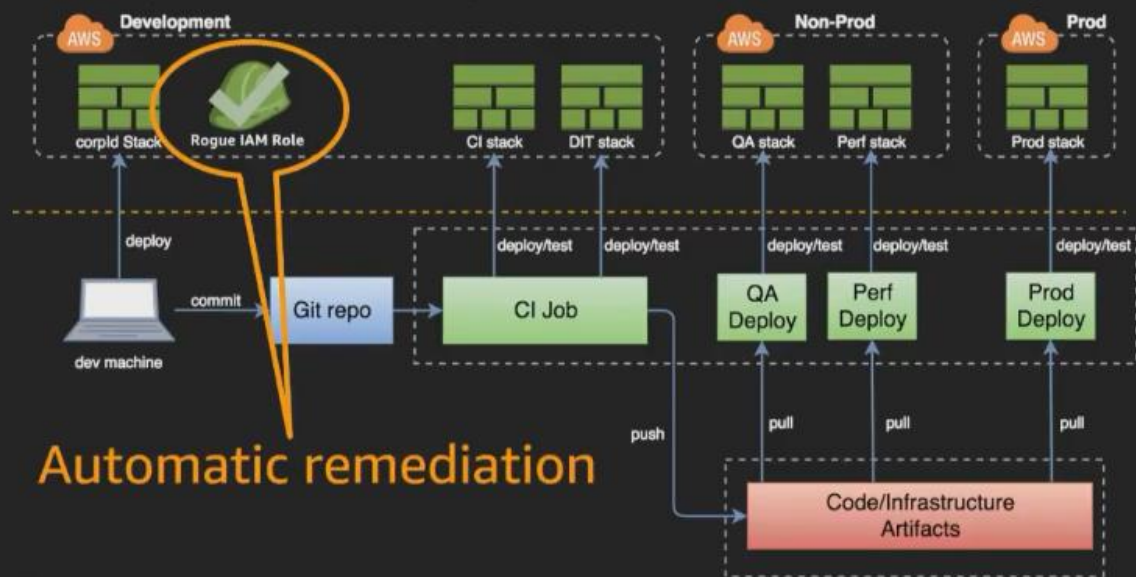 Development
Non-Prod
Prod
AWS
AWS
AWS
corpId Stack
Rogue IAM Role
CI stack
DIT stack
QA stack
Perf stack
Prod stack
deploy
deploy/test
deploy/test
deploy/test
deploy/test
deploy/test
commit
Git repo
CI Job
QA
Deploy
Perf
Deploy
Prod
Deploy
dev machine
push
pull
pull
pull
Automatic remediation
Code/Infrastructure
Artifacts